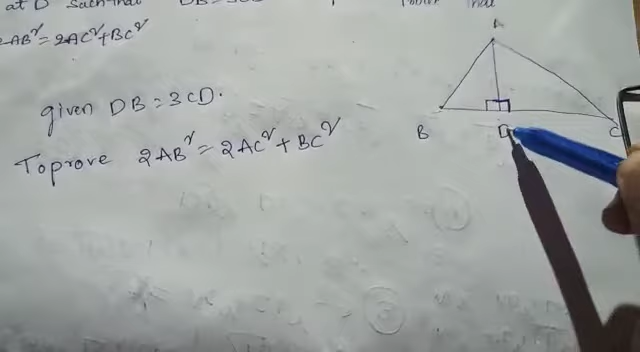 at D such that DB = 3CD
2AB² = 2AC² + BC²
given DB = 3CD.
To prove 2AB² = 2AC² + BC²
A
B
D
C